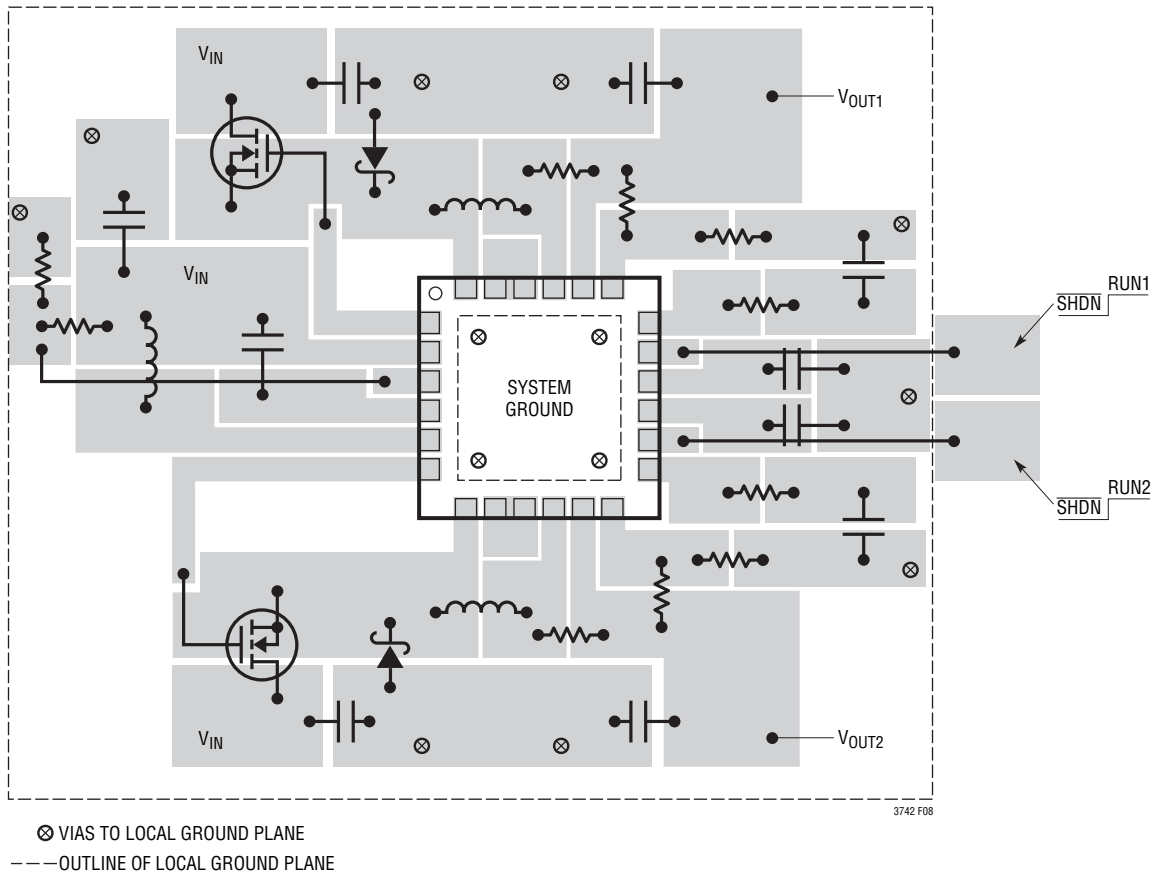 VIN
VOUT1
VIN
RUN1
SHDN
SYSTEM
GROUND
RUN2
SHDN
VIN
VOUT2
3742 F08
⊗ VIAS TO LOCAL GROUND PLANE
– – – OUTLINE OF LOCAL GROUND PLANE